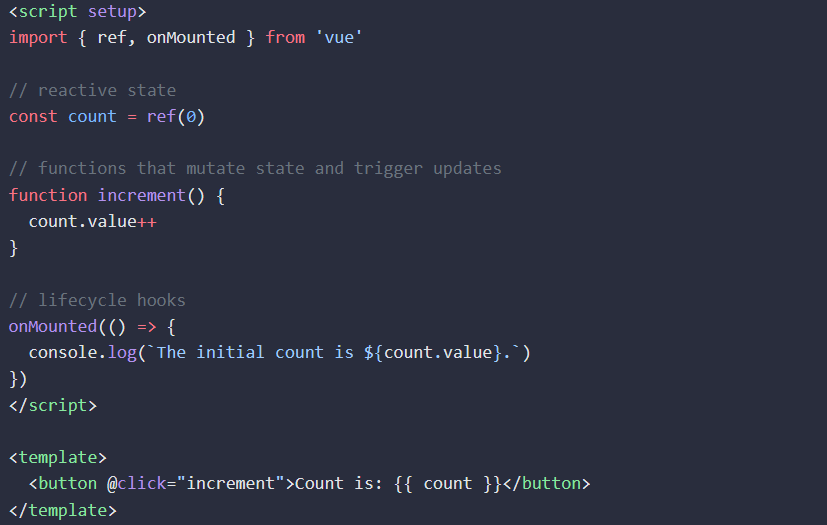 <script setup>
import { ref, onMounted } from 'vue'

// reactive state
const count = ref(0)

// functions that mutate state and trigger updates
function increment() {
  count.value++
}

// lifecycle hooks
onMounted(() => {
  console.log(`The initial count is ${count.value}.`)
})
</script>

<template>
  <button @click="increment">Count is: {{ count }}</button>
</template>